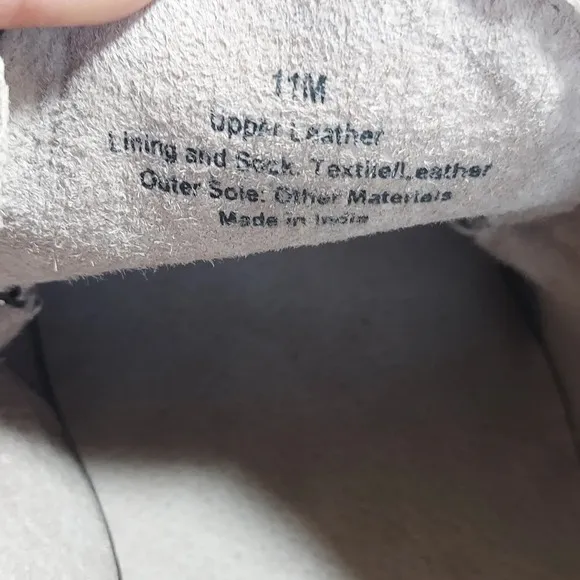 11M
Upper Leather
Lining and Sock: Textile/Leather
Outer Sole: Other Materials
Made in India